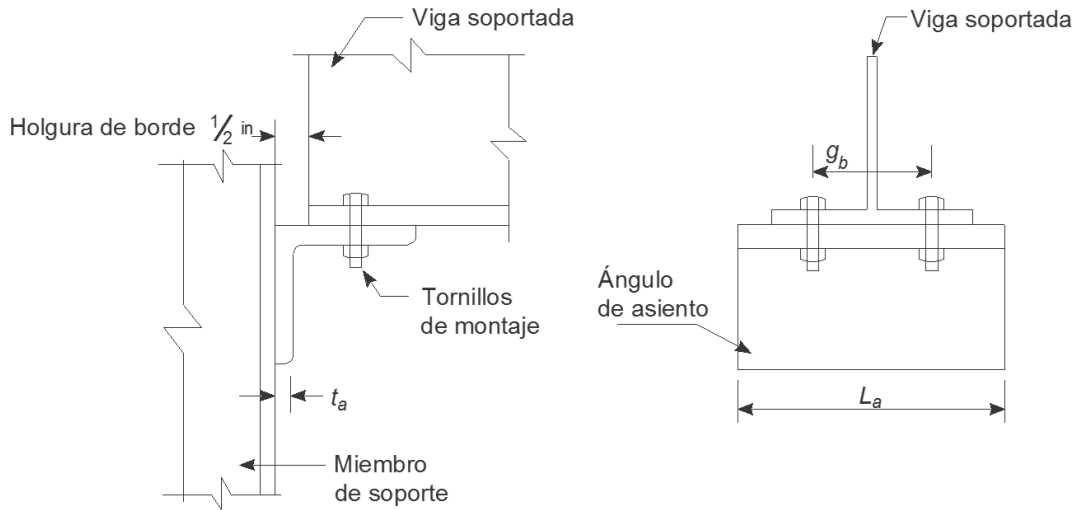 Viga soportada
Holgura de borde ½ in
Tornillos
de montaje
t_a
Miembro
de soporte
Viga soportada
g_b
Ángulo
de asiento
L_a